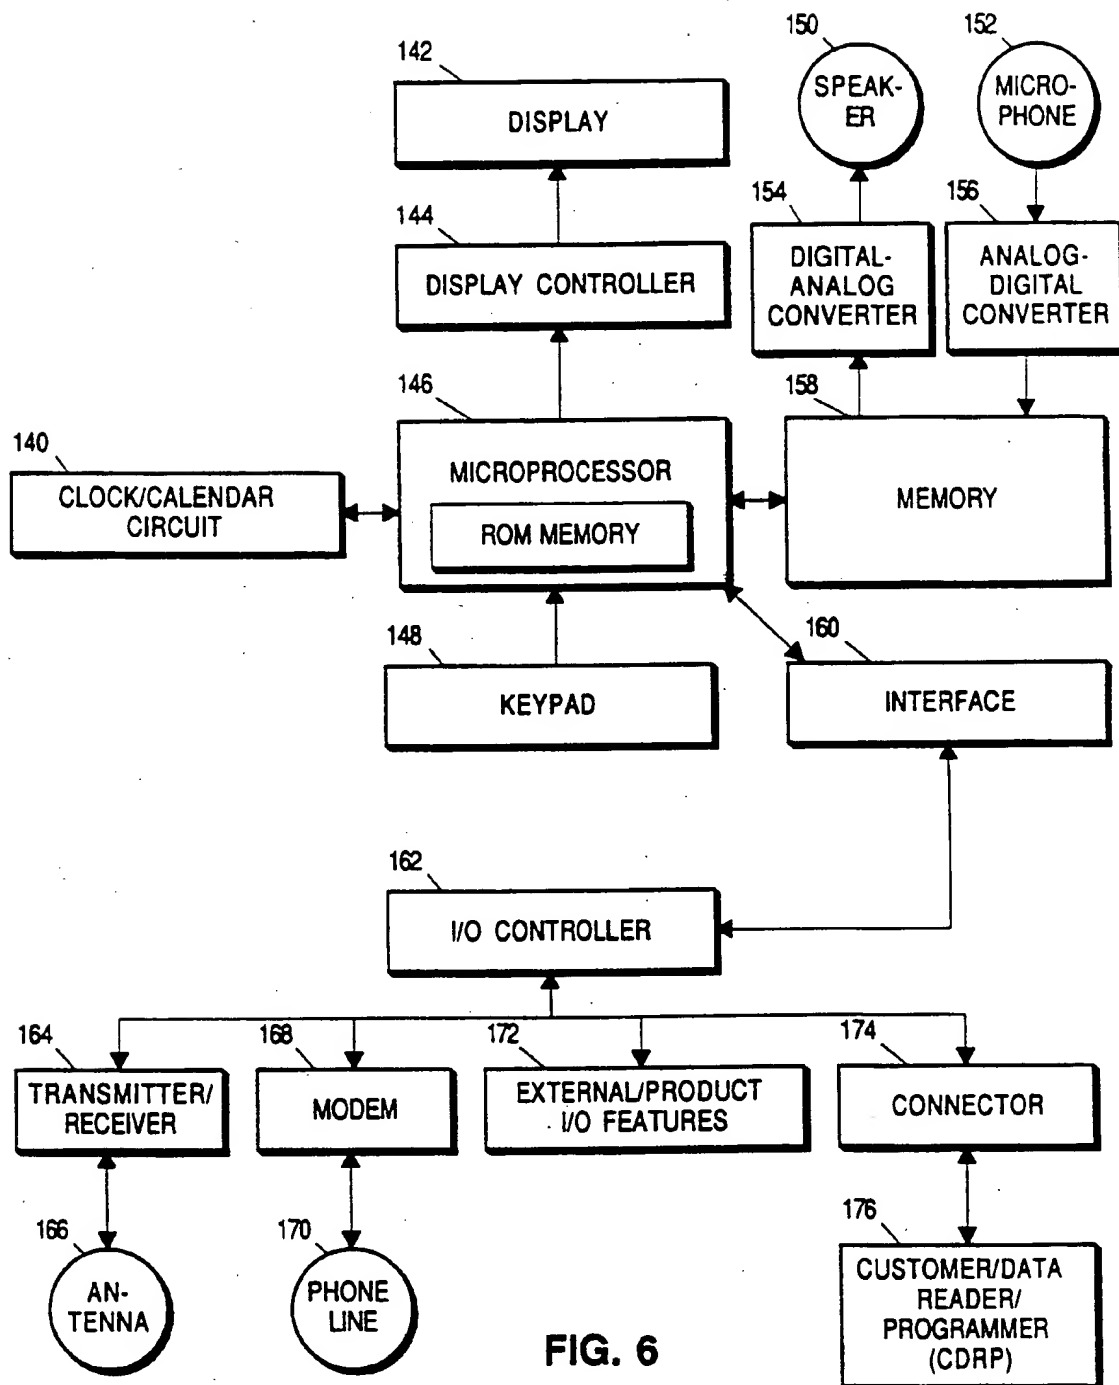 150
152
142
SPEAK-
ER
MICRO-
PHONE
DISPLAY
154
156
144
DIGITAL-
ANALOG
CONVERTER
ANALOG-
DIGITAL
CONVERTER
DISPLAY CONTROLLER
146
158
140
MICROPROCESSOR
CLOCK/CALENDAR
CIRCUIT
ROM MEMORY
MEMORY
148
160
KEYPAD
INTERFACE
162
I/O CONTROLLER
164
168
172
174
TRANSMITTER/
RECEIVER
MODEM
EXTERNAL/PRODUCT
I/O FEATURES
CONNECTOR
166
170
176
AN-
TENNA
PHONE
LINE
CUSTOMER/DATA
READER/
PROGRAMMER
(CDRP)
FIG. 6